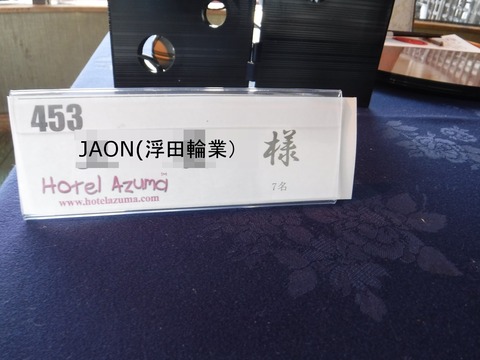 453
JAON(浮田輪業) 様
Hotel Azuma
www.hotelazuma.com
7名